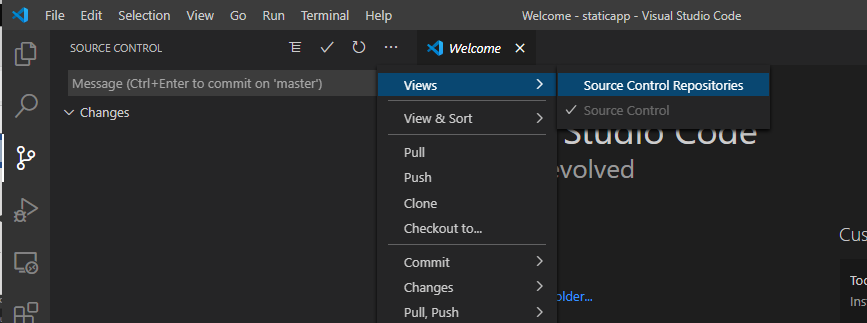 File Edit Selection View Go Run Terminal Help Welcome - staticapp - Visual Studio Code
SOURCE CONTROL
Welcome
Message (Ctrl+Enter to commit on 'master')
Changes
Views
Source Control Repositories
Source Control
View & Sort
Pull
Push
Clone
Checkout to...
Commit
Changes
Pull, Push
Studio Code
evolved
older...
Cus
Too
Ins